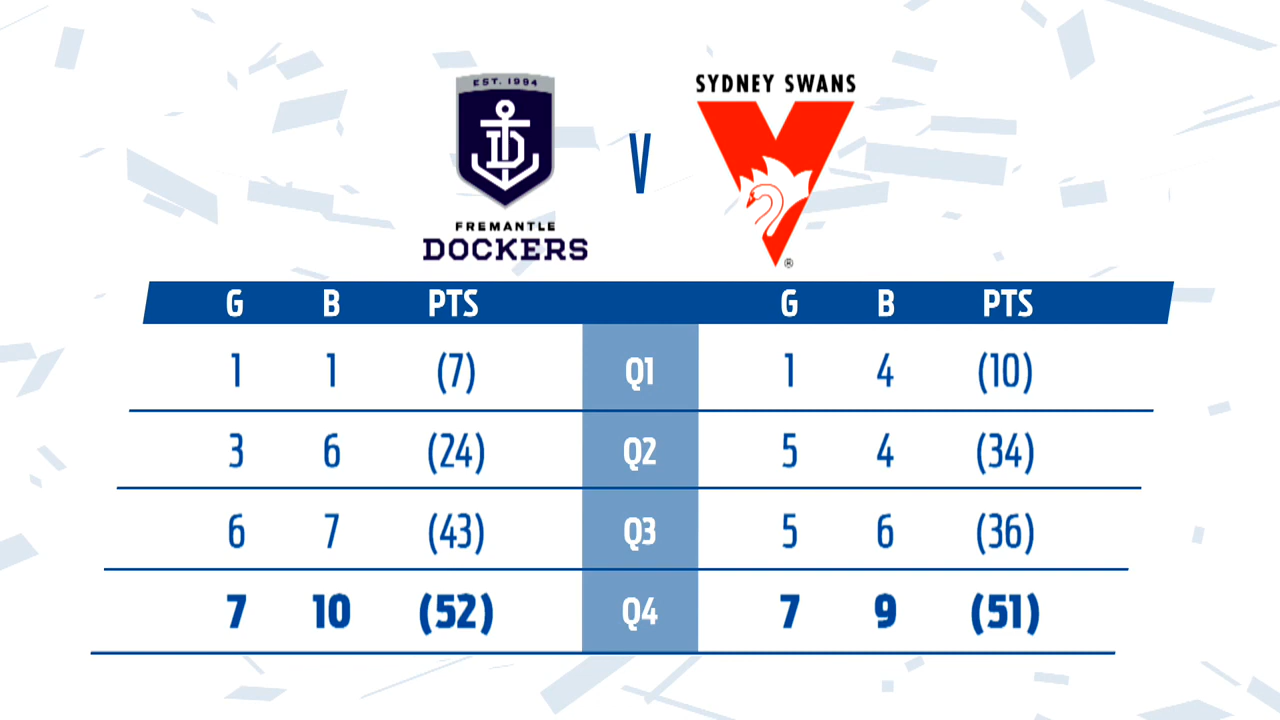 EST. 1994
D
FREMANTLE
DOCKERS
V
SYDNEY SWANS
®
G B PTS G B PTS
1 1 (7) Q1 1 4 (10)
3 6 (24) Q2 5 4 (34)
6 7 (43) Q3 5 6 (36)
7 10 (52) Q4 7 9 (51)